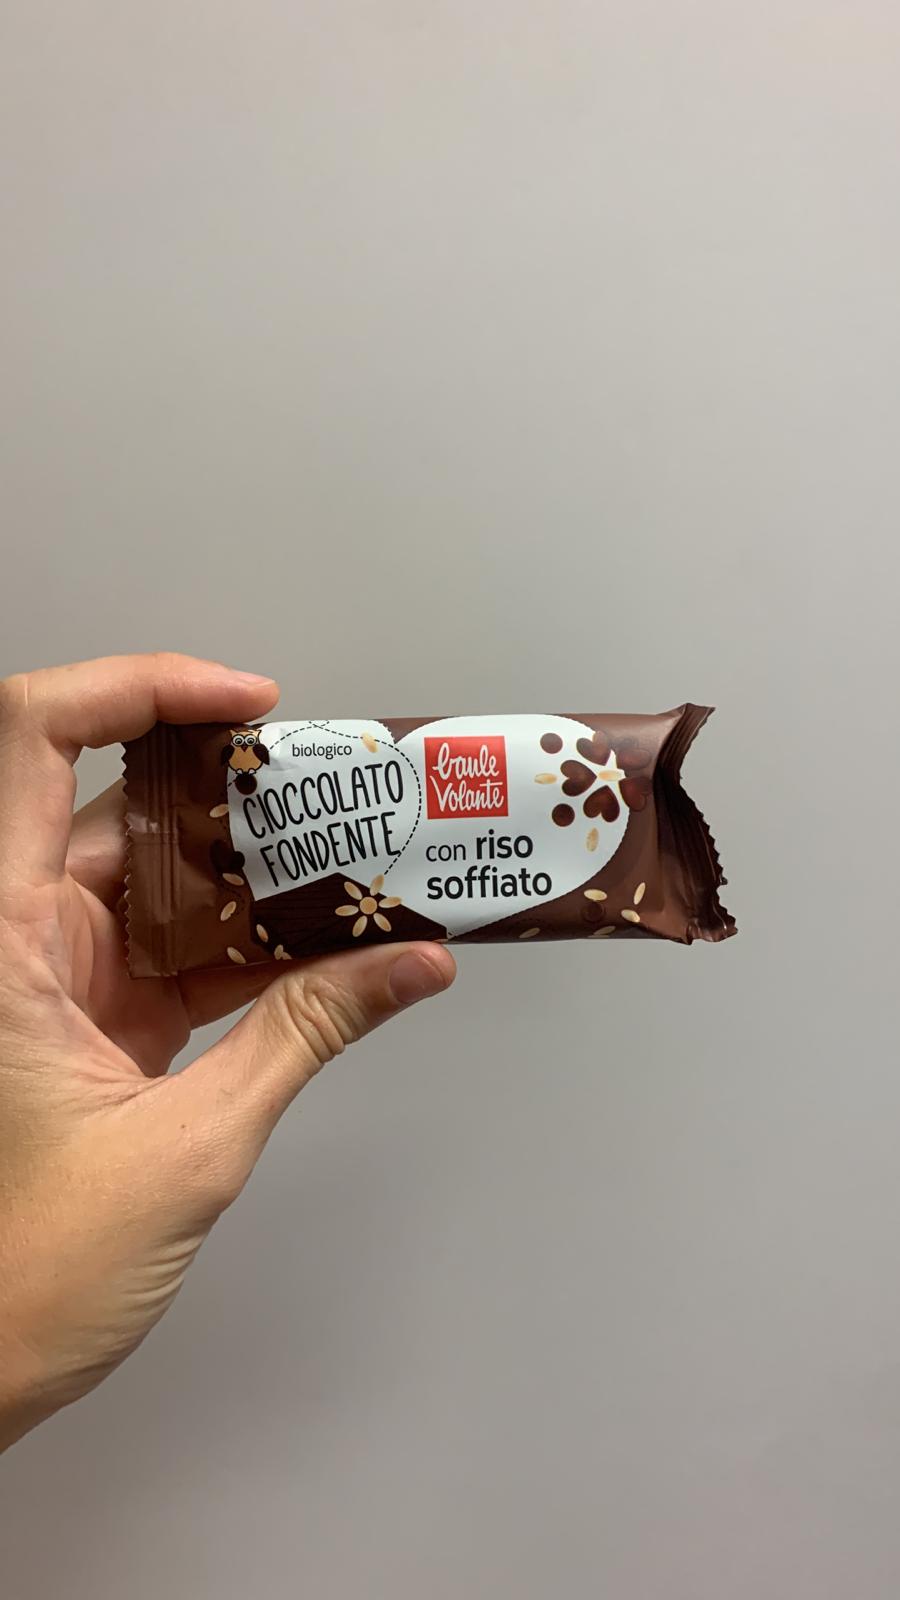 biologico
CIOCCOLATO
FONDENTE
baule
volante
con riso
soffiato